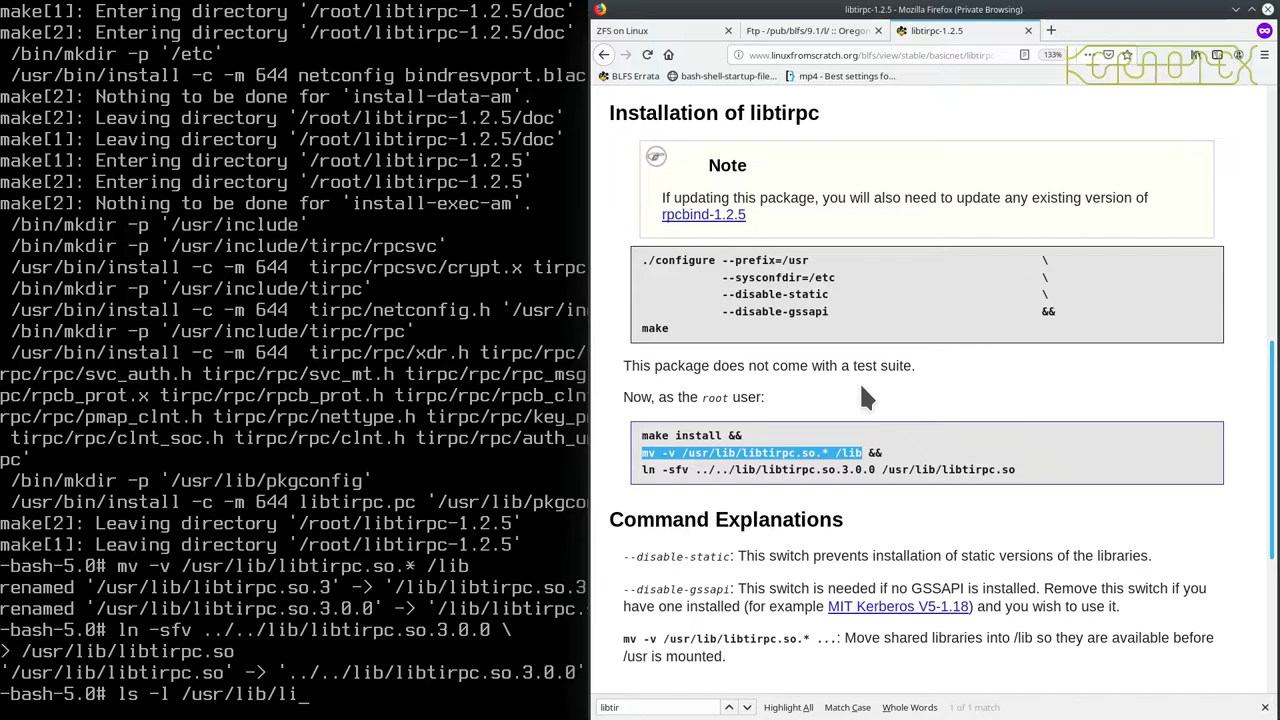 make[1]: Entering directory '/root/libtirpc-1.2.5/doc'
make[2]: Entering directory '/root/libtirpc-1.2.5/doc'
/bin/mkdir -p '/etc'
/usr/bin/install -c -m 644 netconfig bindresvport.blac
make[2]: Nothing to be done for 'install-data-am'.
make[2]: Leaving directory '/root/libtirpc-1.2.5/doc'
make[1]: Leaving directory '/root/libtirpc-1.2.5/doc'
make[1]: Entering directory '/root/libtirpc-1.2.5'
make[2]: Entering directory '/root/libtirpc-1.2.5'
make[2]: Nothing to be done for 'install-exec-am'.
/bin/mkdir -p '/usr/include'
/bin/mkdir -p '/usr/include/tirpc/rpcsvc'
/usr/bin/install -c -m 644  tirpc/rpcsvc/crypt.x tirpc
/bin/mkdir -p '/usr/include/tirpc'
/usr/bin/install -c -m 644  tirpc/netconfig.h '/usr/in
/bin/mkdir -p '/usr/include/tirpc/rpc'
/usr/bin/install -c -m 644  tirpc/rpc/xdr.h tirpc/rpc/
rpc/rpc/svc_auth.h tirpc/rpc/svc_mt.h tirpc/rpc/rpc_msg
pc/rpcb_prot.x tirpc/rpc/rpcb_prot.h tirpc/rpc/rpcb_cln
rpc/pmap_clnt.h tirpc/rpc/nettype.h tirpc/rpc/key_p
tirpc/rpc/clnt_soc.h tirpc/rpc/clnt.h tirpc/rpc/auth_u
pc'
/bin/mkdir -p '/usr/lib/pkgconfig'
/usr/bin/install -c -m 644 libtirpc.pc '/usr/lib/pkgco
make[2]: Leaving directory '/root/libtirpc-1.2.5'
make[1]: Leaving directory '/root/libtirpc-1.2.5'
-bash-5.0# mv -v /usr/lib/libtirpc.so.* /lib
renamed '/usr/lib/libtirpc.so.3' -> '/lib/libtirpc.so.3
renamed '/usr/lib/libtirpc.so.3.0.0' -> '/lib/libtirpc.
-bash-5.0# ln -sfv ../../lib/libtirpc.so.3.0.0 \
> /usr/lib/libtirpc.so
'/usr/lib/libtirpc.so' -> '../../lib/libtirpc.so.3.0.0'
-bash-5.0# ls -l /usr/lib/li_
libtirpc-1.2.5 - Mozilla Firefox (Private Browsing)
ZFS on Linux
Ftp - /pub/blfs/9.1/l/ :: Orego
libtirpc-1.2.5
www.linuxfromscratch.org/blfs/view/stable/basicnet/libtirp
133%
BLFS Errata
bash-shell-startup-file...
mp4 - Best settings fo...
Installation of libtirpc
Note
If updating this package, you will also need to update any existing version of
rpcbind-1.2.5
./configure --prefix=/usr \
--sysconfdir=/etc \
--disable-static \
--disable-gssapi &&
make
This package does not come with a test suite.
Now, as the root user:
make install &&
mv -v /usr/lib/libtirpc.so.* /lib &&
ln -sfv ../../lib/libtirpc.so.3.0.0 /usr/lib/libtirpc.so
Command Explanations
--disable-static: This switch prevents installation of static versions of the libraries.
--disable-gssapi: This switch is needed if no GSSAPI is installed. Remove this switch if you
have one installed (for example MIT Kerberos V5-1.18) and you wish to use it.
mv -v /usr/lib/libtirpc.so.* ...: Move shared libraries into /lib so they are available before
/usr is mounted.
libtir
Highlight All
Match Case
Whole Words
1 of 1 match